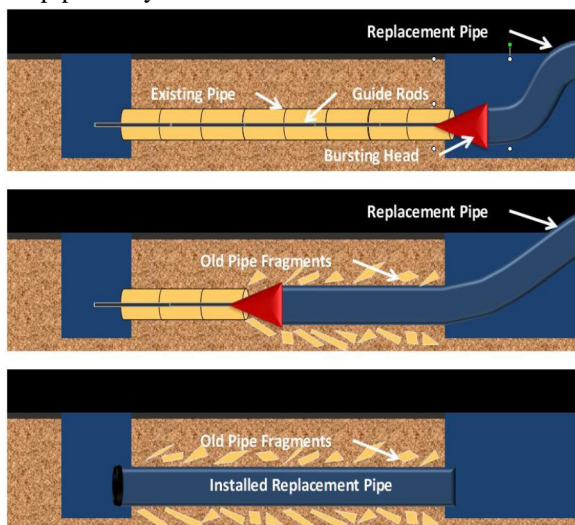 Replacement Pipe
Existing Pipe
Guide Rods
Bursting Head
Replacement Pipe
Old Pipe Fragments
Old Pipe Fragments
Installed Replacement Pipe